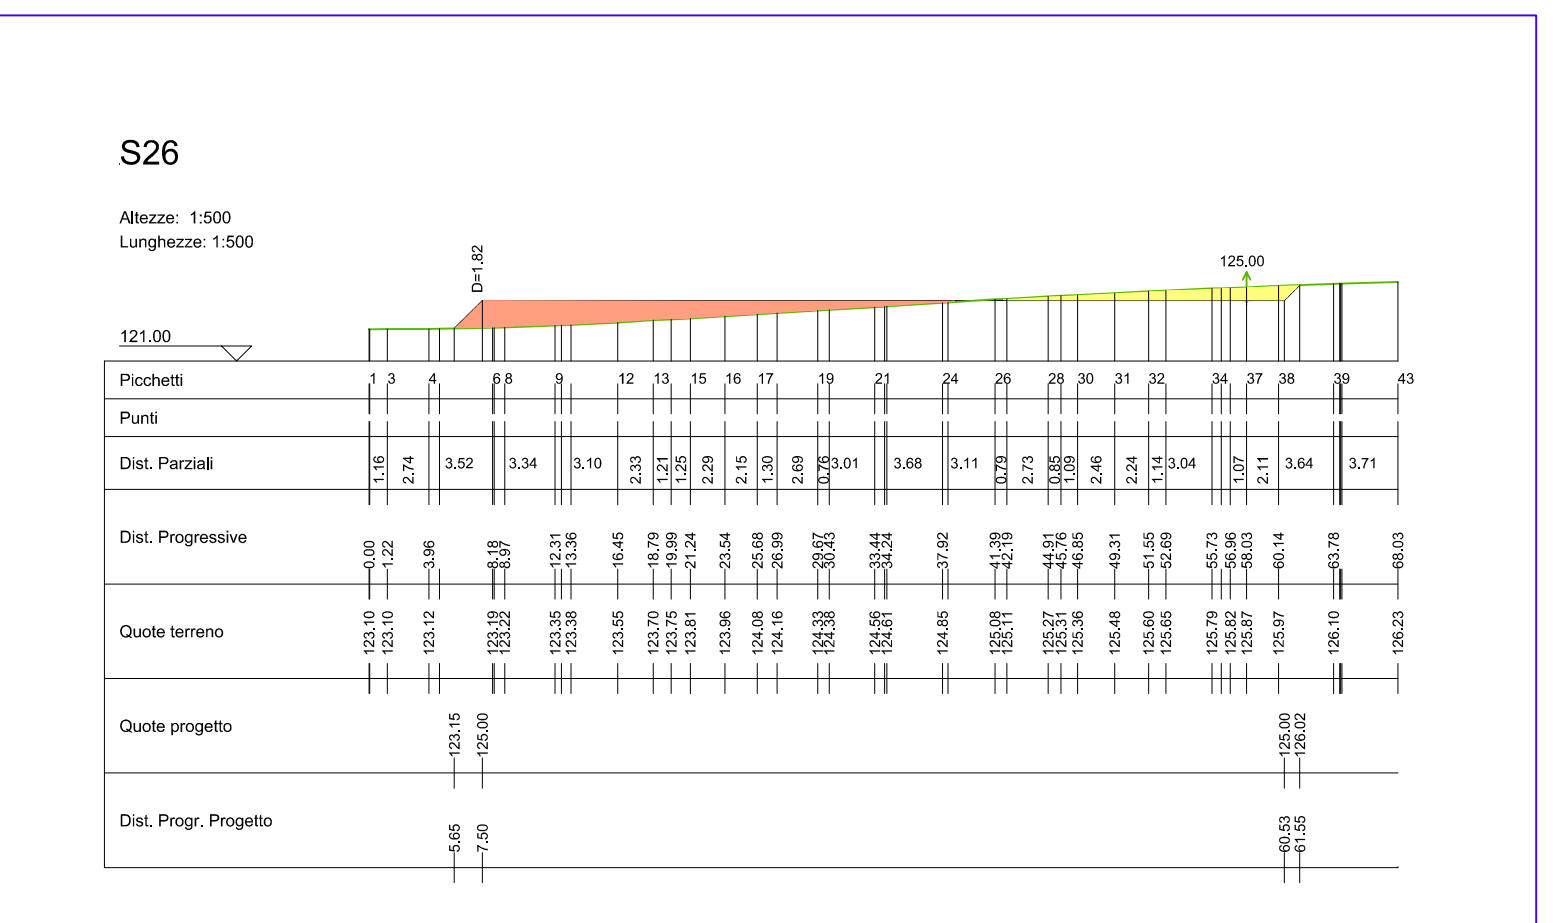 S26
Altezze: 1:500
Lunghezze: 1:500
D=1.82
125.00
121.00
Picchetti 1 3 4 6 8 9 12 13 15 16 17 19 21 24 26 28 30 31 32 34 37 38 39 43
Punti
Dist. Parziali 1.16 2.74 3.52 3.34 3.10 2.33 1.21 1.25 2.29 2.15 1.30 2.69 0.76 3.01 3.68 3.11 0.79 2.73 0.85 1.09 2.46 2.24 1.14 3.04 1.07 2.11 3.64 3.71
Dist. Progressive 0.00 1.22 3.96 8.18 8.97 12.31 13.36 16.45 18.79 19.99 21.24 23.54 25.68 26.99 29.67 30.43 33.44 34.24 37.92 41.39 42.19 44.91 45.76 46.85 49.31 51.55 52.69 55.73 56.96 58.03 60.14 63.78 68.03
Quote terreno 123.10 123.10 123.12 123.19 123.22 123.35 123.38 123.55 123.70 123.75 123.81 123.96 124.08 124.16 124.33 124.38 124.56 124.61 124.85 125.08 125.11 125.27 125.31 125.36 125.48 125.60 125.65 125.79 125.82 125.87 125.97 126.10 126.23
Quote progetto 123.15 125.00 125.00 126.02
Dist. Progr. Progetto 5.65 7.50 60.53 61.55